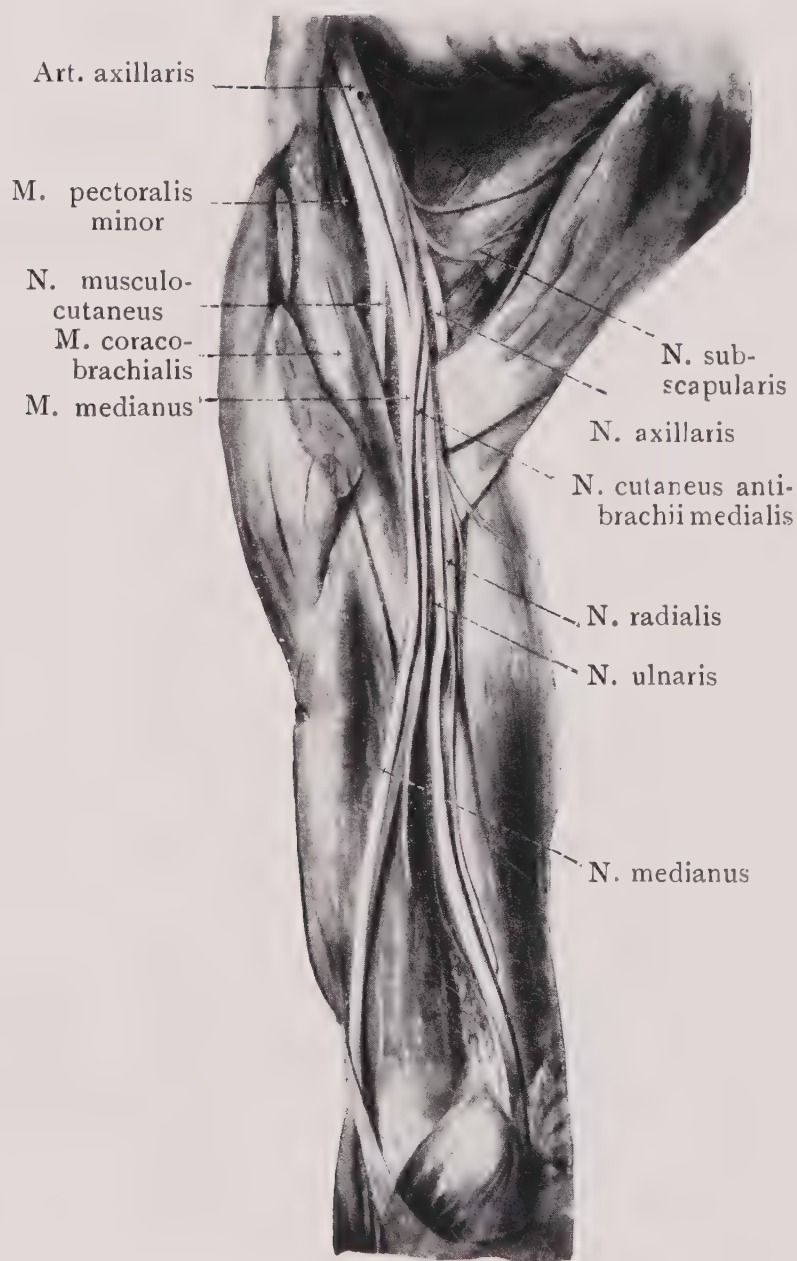 Art. axillaris
M. pectoralis
minor
N. musculo-
cutaneus
M. coraco-
brachialis
M. medianus
N. sub-
scapularis
N. axillaris
N. cutaneus anti-
brachii medialis
N. radialis
N. ulnaris
N. medianus